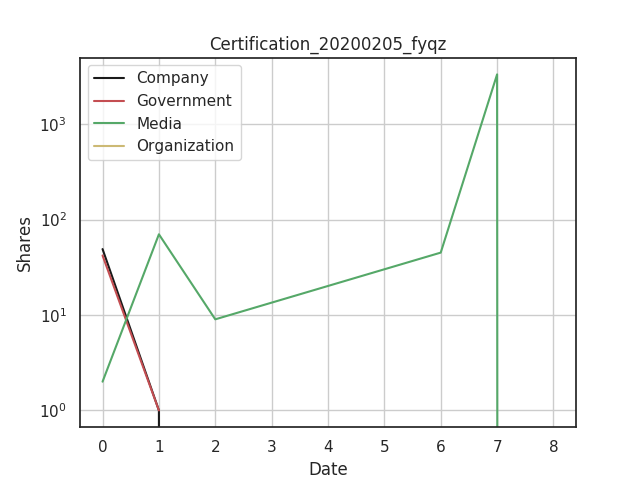 Certification_20200205_fyqz
Company
Government
Media
Organization
10³
10²
10¹
10⁰
Shares
0 1 2 3 4 5 6 7 8
Date